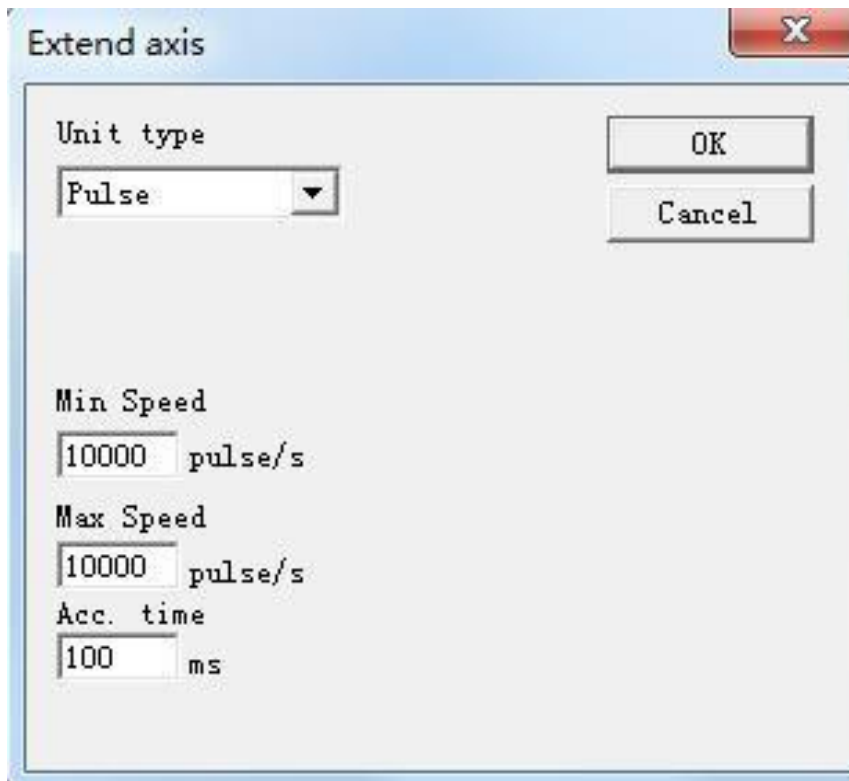 Extend axis
Unit type
OK
Pulse
Cancel
Min Speed
10000 pulse/s
Max Speed
10000 pulse/s
Acc. time
100 ms